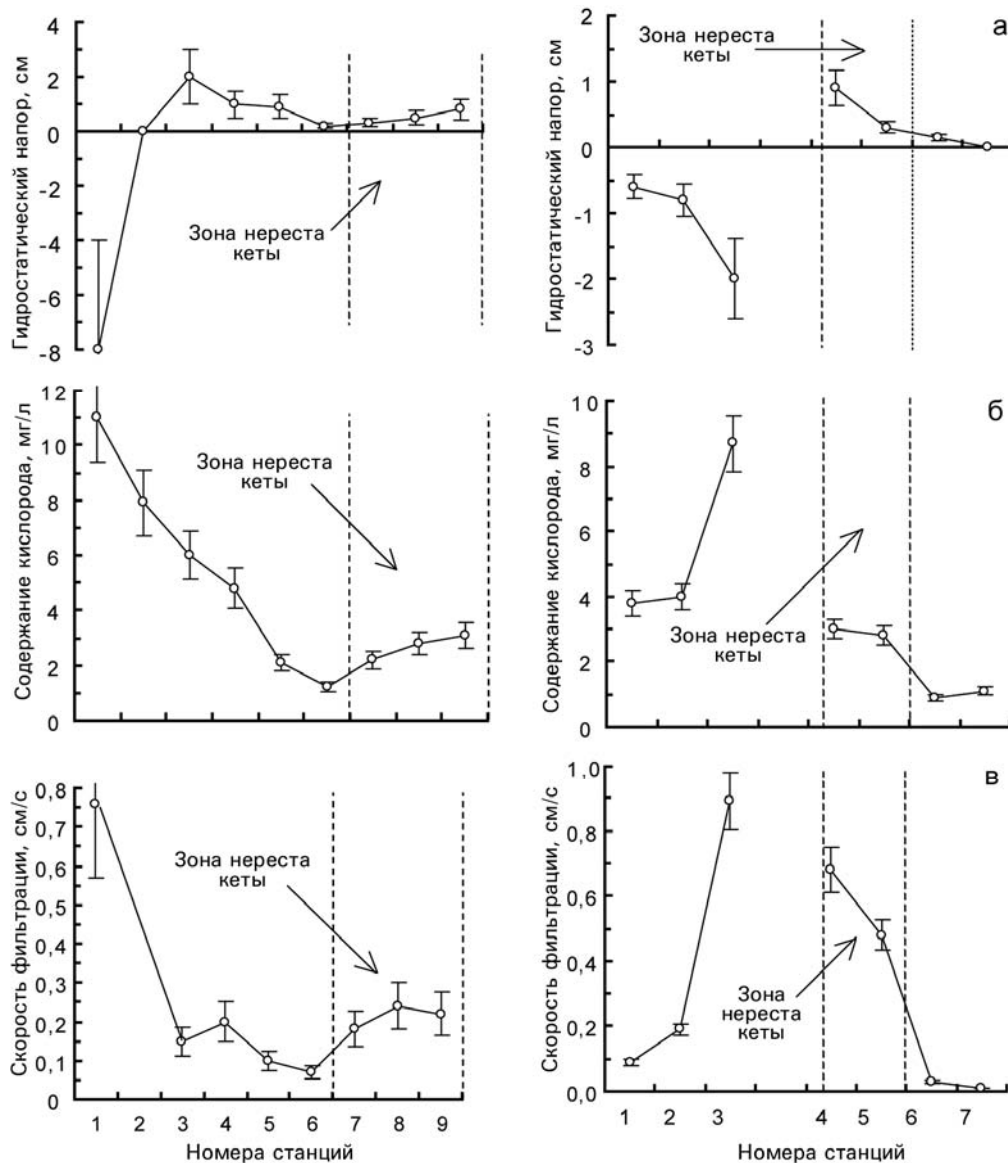 Гидростатический напор, см
4
2
0
-2
-4
-6
-8
Зона нереста
кеты
Гидростатический напор, см
2
1
0
-1
-2
-3
Зона нереста
кеты
а
Содержание кислорода, мг/л
12
10
8
6
4
2
0
Зона нереста
кеты
Содержание кислорода, мг/л
10
8
6
4
2
0
Зона нереста
кеты
б
Скорость фильтрации, см/с
0,8
0,7
0,6
0,5
0,4
0,3
0,2
0,1
0
Зона нереста
кеты
1 2 3 4 5 6 7 8 9
Номера станций
Скорость фильтрации, см/с
1,0
0,8
0,6
0,4
0,2
0,0
Зона
нереста
кеты
в
1 2 3 4 5 6 7
Номера станций